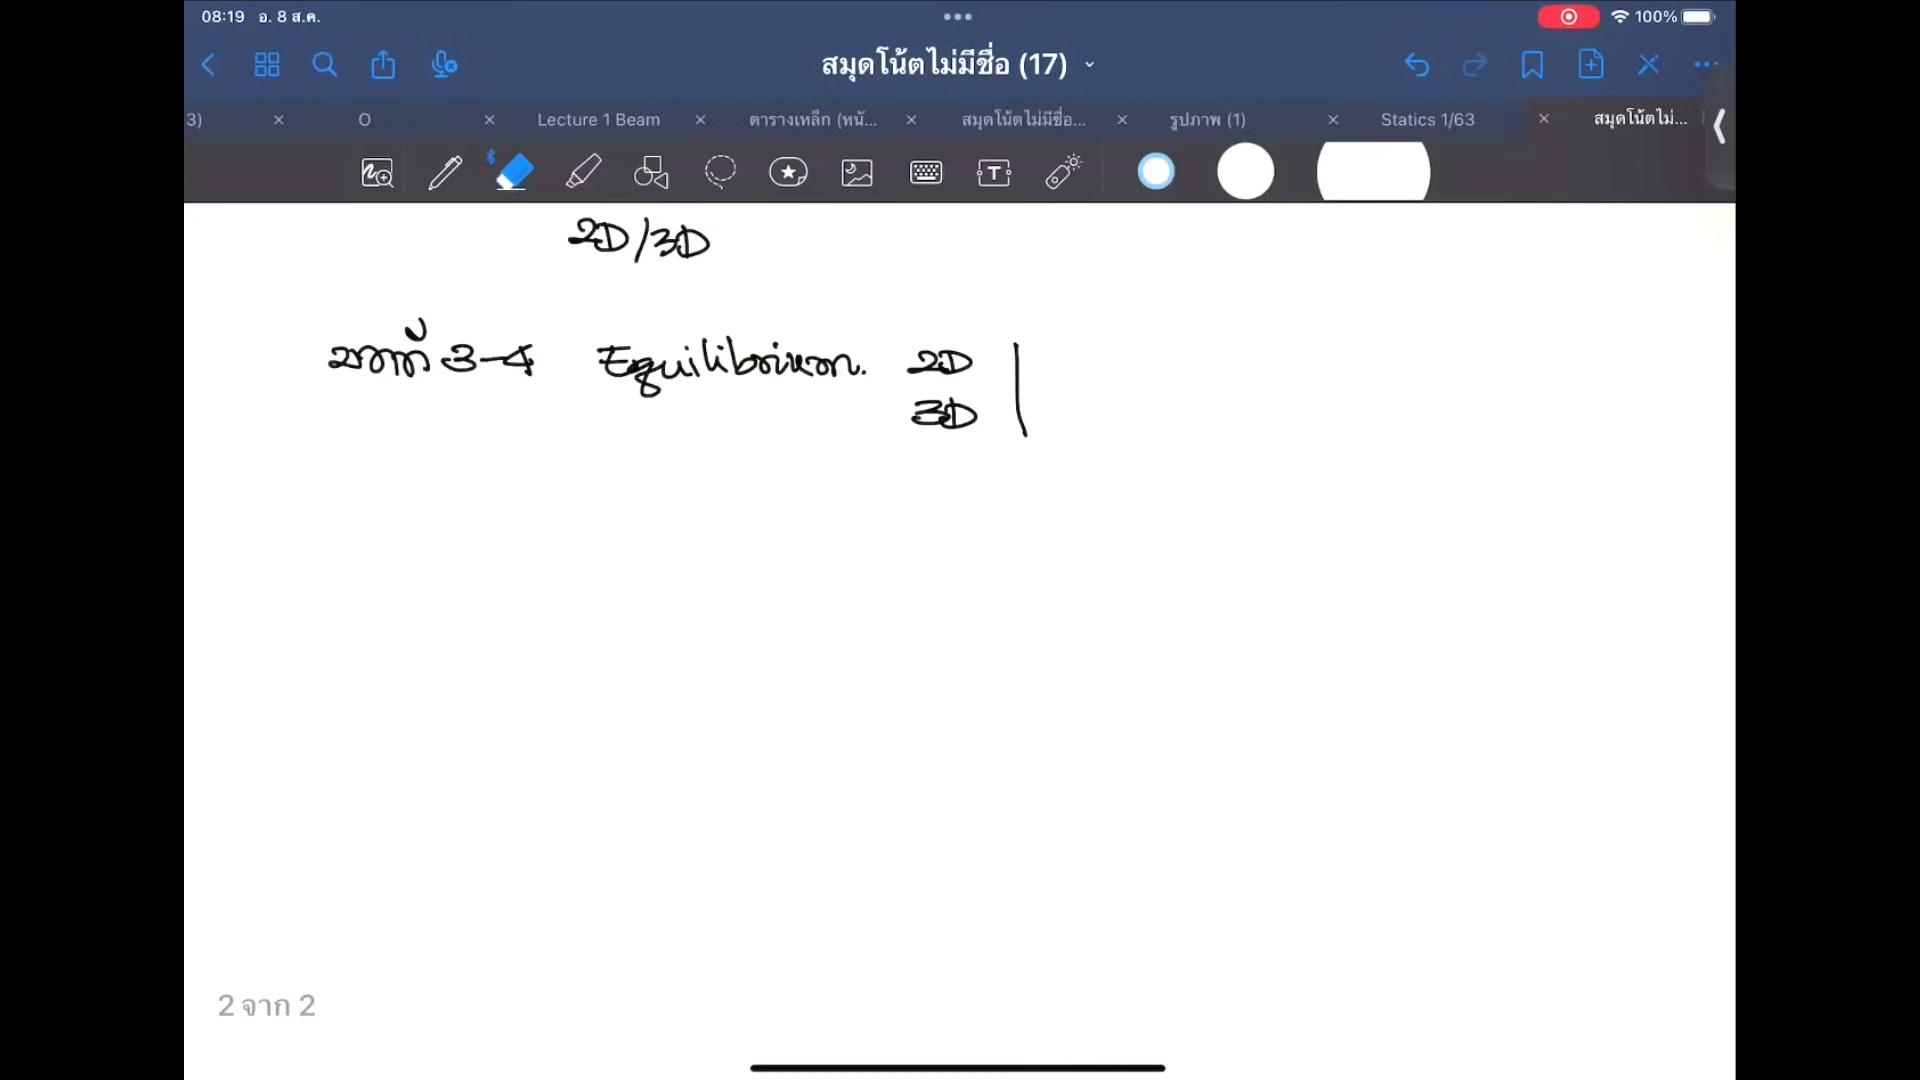 08:19 อ. 8 ส.ค. 100%
สมุดโน้ตไม่มีชื่อ (17)
3) O Lecture 1 Beam ตารางเหล็ก (หนั... สมุดโน้ตไม่มีชื่อ... รูปภาพ (1) Statics 1/63 สมุดโน้ตไม่...
2D/3D
บทที่ 3-4 Equilibrium. 2D
3D
2 จาก 2